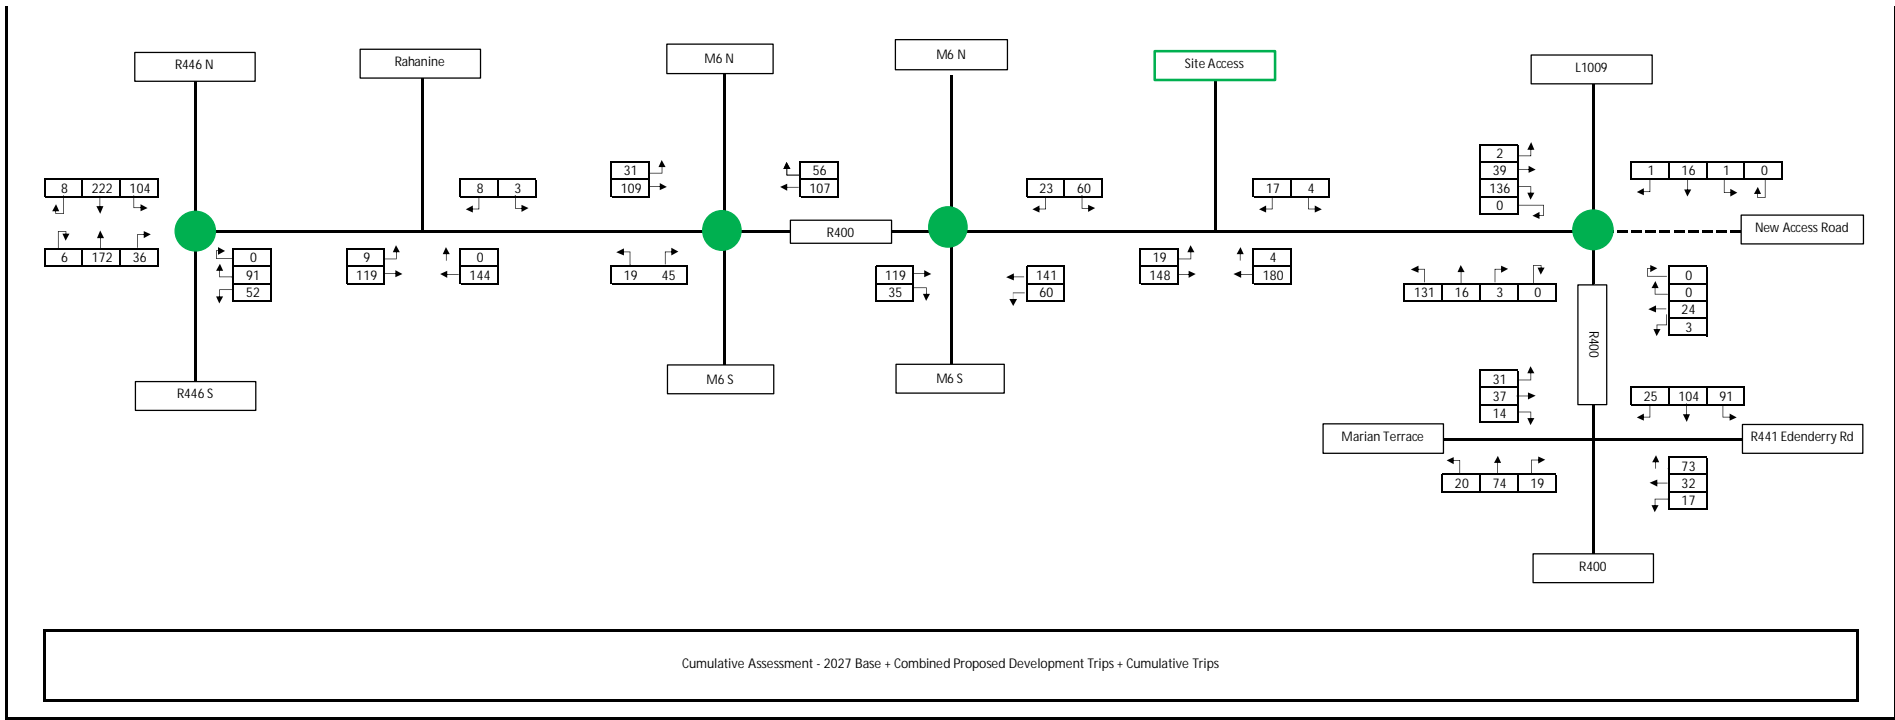 R446 N
Rahanine
M6 N
M6 N
Site Access
L1009
8 222 104
6 172 36
0
91
52
8 3
9
119
0
144
31
109
56
107
19 45
R400
23 60
119
35
141
60
17 4
19
148
4
180
2
39
136
0
1 16 1 0
New Access Road
131 16 3 0
0
0
24
3
R400
R446 S
M6 S
M6 S
31
37
14
25 104 91
Marian Terrace
R441 Edenderry Rd
20 74 19
73
32
17
R400
Cumulative Assessment - 2027 Base + Combined Proposed Development Trips + Cumulative Trips